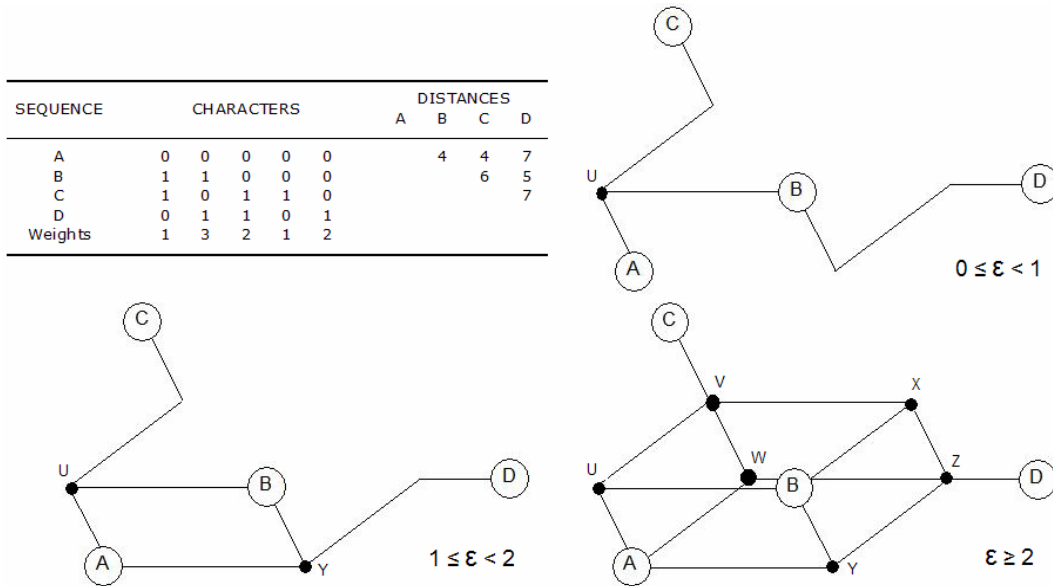 DISTANCES
SEQUENCE CHARACTERS A B C D
A 0 0 0 0 0 4 4 7
B 1 1 0 0 0 6 5
C 1 0 1 1 0 7
D 0 1 1 0 1
Weights 1 3 2 1 2
C
U
B
D
A
0 ≤ ε < 1
C
U
B
D
A
Y
1 ≤ ε < 2
C
V
X
U
W
B
Z
D
A
Y
ε ≥ 2